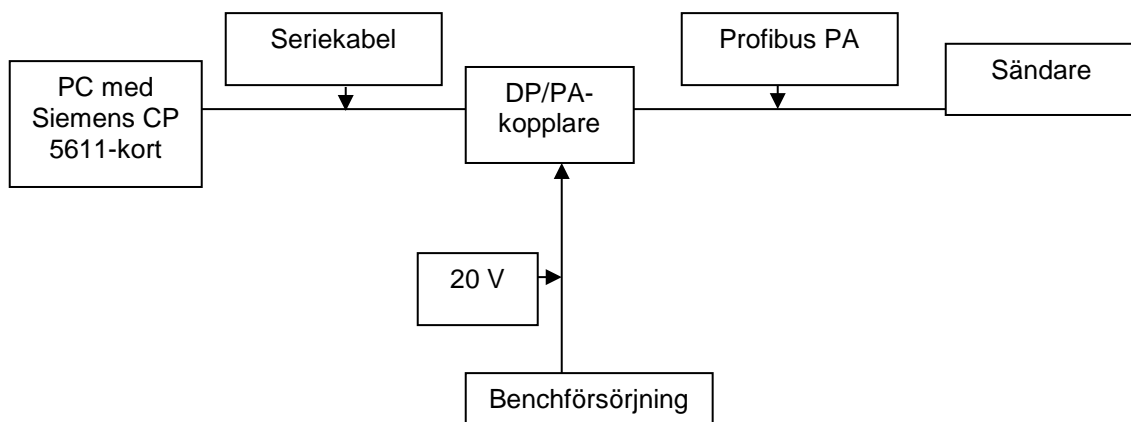 Seriekabel
Profibus PA
Sändare
PC med
Siemens CP
5611-kort
DP/PA-
kopplare
20 V
Benchförsörjning